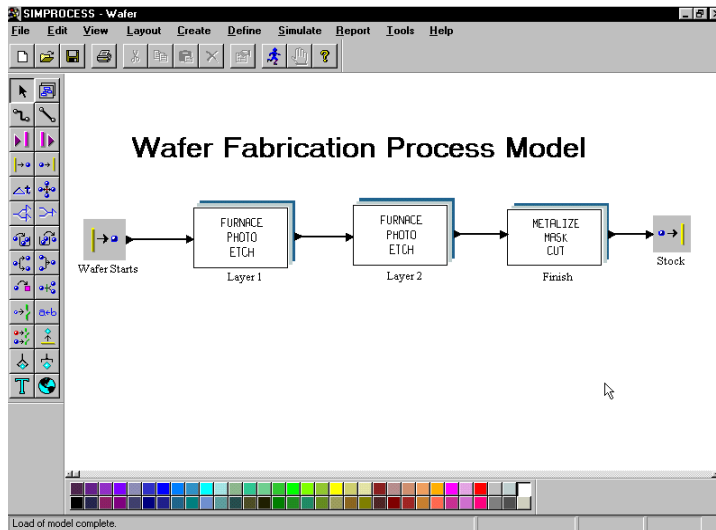 SIMPROCESS - Wafer
File Edit View Layout Create Define Simulate Report Tools Help
Wafer Fabrication Process Model
FURNACE
PHOTO
ETCH
Layer 1
FURNACE
PHOTO
ETCH
Layer 2
METALIZE
MASK
CUT
Finish
Wafer Starts
Stock
Δt
a+b
T
Load of model complete.